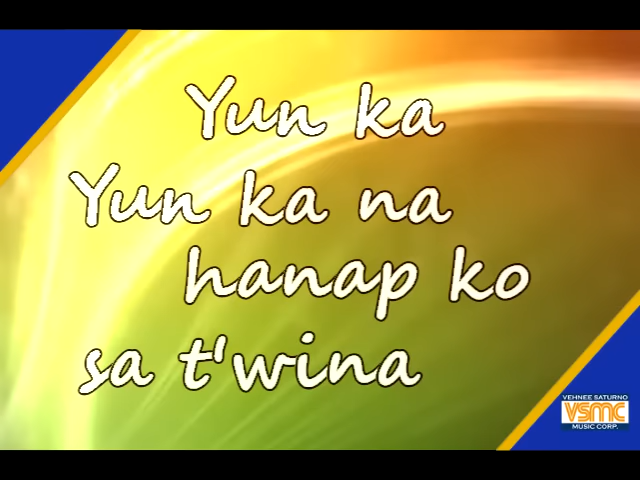 Yun ka
Yun ka na
hanap ko
sa t'wina
VEHNEE SATURNO
VSMC
MUSIC CORP.